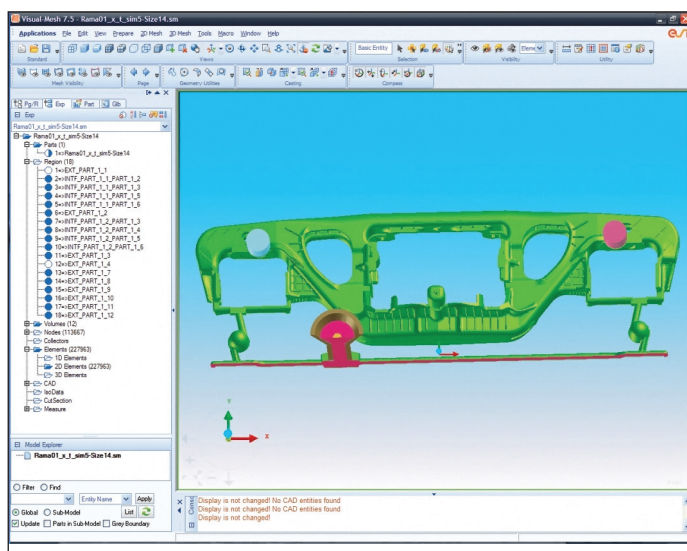 Visual-Mesh 7.5 - Rama01_x_t_sim5-Size14.sm
Applications File Edit View Prepare 2D Mesh 3D Mesh Tools Macro Window Help
Basic Entity
Standard Views Selection Visibility Utility
Mesh Visibility Page Geometry Utilities Casting Compass
Pg/R Exp Part Glb
Exp
Rama01_x_t_sim5-Size14.sm
Rama01_x_t_sim5-Size14
Parts (1)
1=>Rama01_x_t_sim5-Size14
Region (18)
1=>EXT_PART_1_1
2=>INTF_PART_1_1_PART_1_2
3=>INTF_PART_1_1_PART_1_3
4=>INTF_PART_1_1_PART_1_5
5=>INTF_PART_1_1_PART_1_6
6=>EXT_PART_1_2
7=>INTF_PART_1_2_PART_1_3
8=>INTF_PART_1_2_PART_1_4
9=>INTF_PART_1_2_PART_1_5
10=>INTF_PART_1_2_PART_1_6
11=>EXT_PART_1_3
12=>EXT_PART_1_4
13=>EXT_PART_1_7
14=>EXT_PART_1_8
15=>EXT_PART_1_9
16=>EXT_PART_1_10
17=>EXT_PART_1_11
18=>EXT_PART_1_12
Volumes (12)
Nodes (113667)
Collectors
Elements (227963)
1D Elements
2D Elements (227963)
3D Elements
CAD
IsoData
CutSection
Measure
Y
X
Model Explorer
Rama01_x_t_sim5-Size14.sm
Filter Find
Entity Name Apply
Global Sub-Model List
Update Parts in Sub-Model Grey Boundary
Display is not changed! No CAD entities found
Display is not changed! No CAD entities found
Display is not changed!